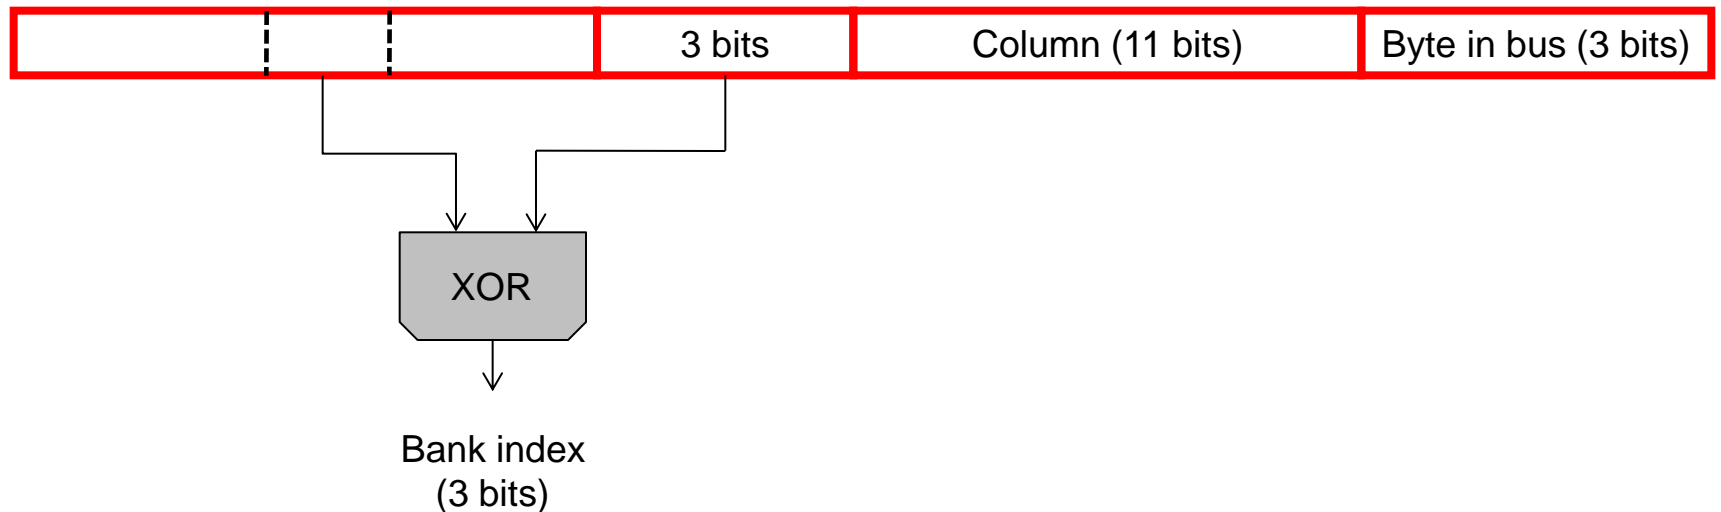 3 bits
Column (11 bits)
Byte in bus (3 bits)
XOR
Bank index
(3 bits)